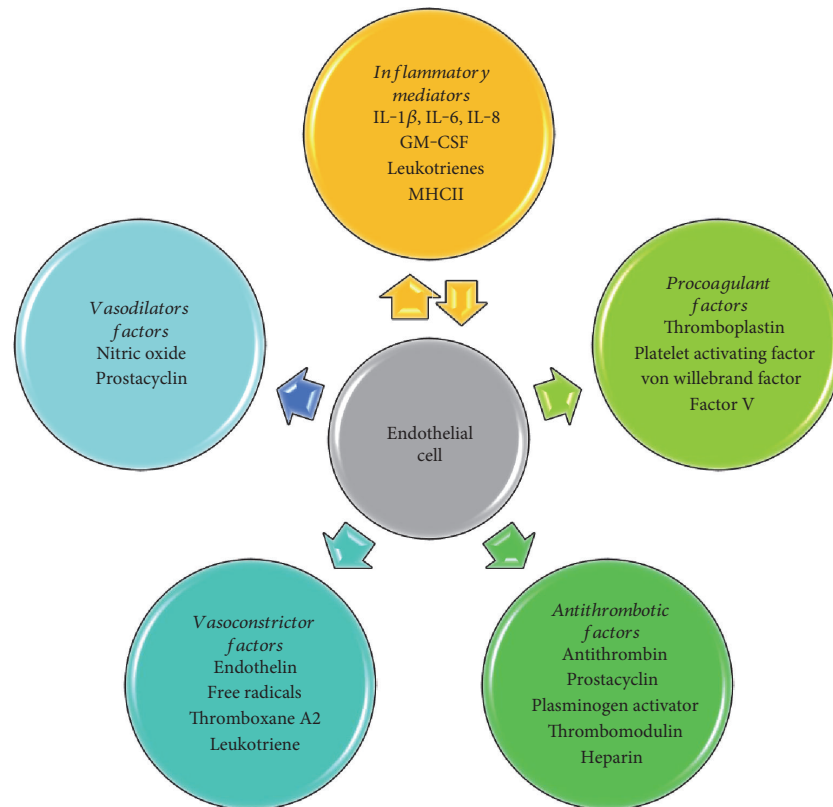 Inflammatory
mediators
IL-1β, IL-6, IL-8
GM-CSF
Leukotrienes
MHCII
Vasodilators
factors
Nitric oxide
Prostacyclin
Procoagulant
factors
Thromboplastin
Platelet activating factor
von willebrand factor
Factor V
Endothelial
cell
Vasoconstrictor
factors
Endothelin
Free radicals
Thromboxane A2
Leukotriene
Antithrombotic
factors
Antithrombin
Prostacyclin
Plasminogen activator
Thrombomodulin
Heparin